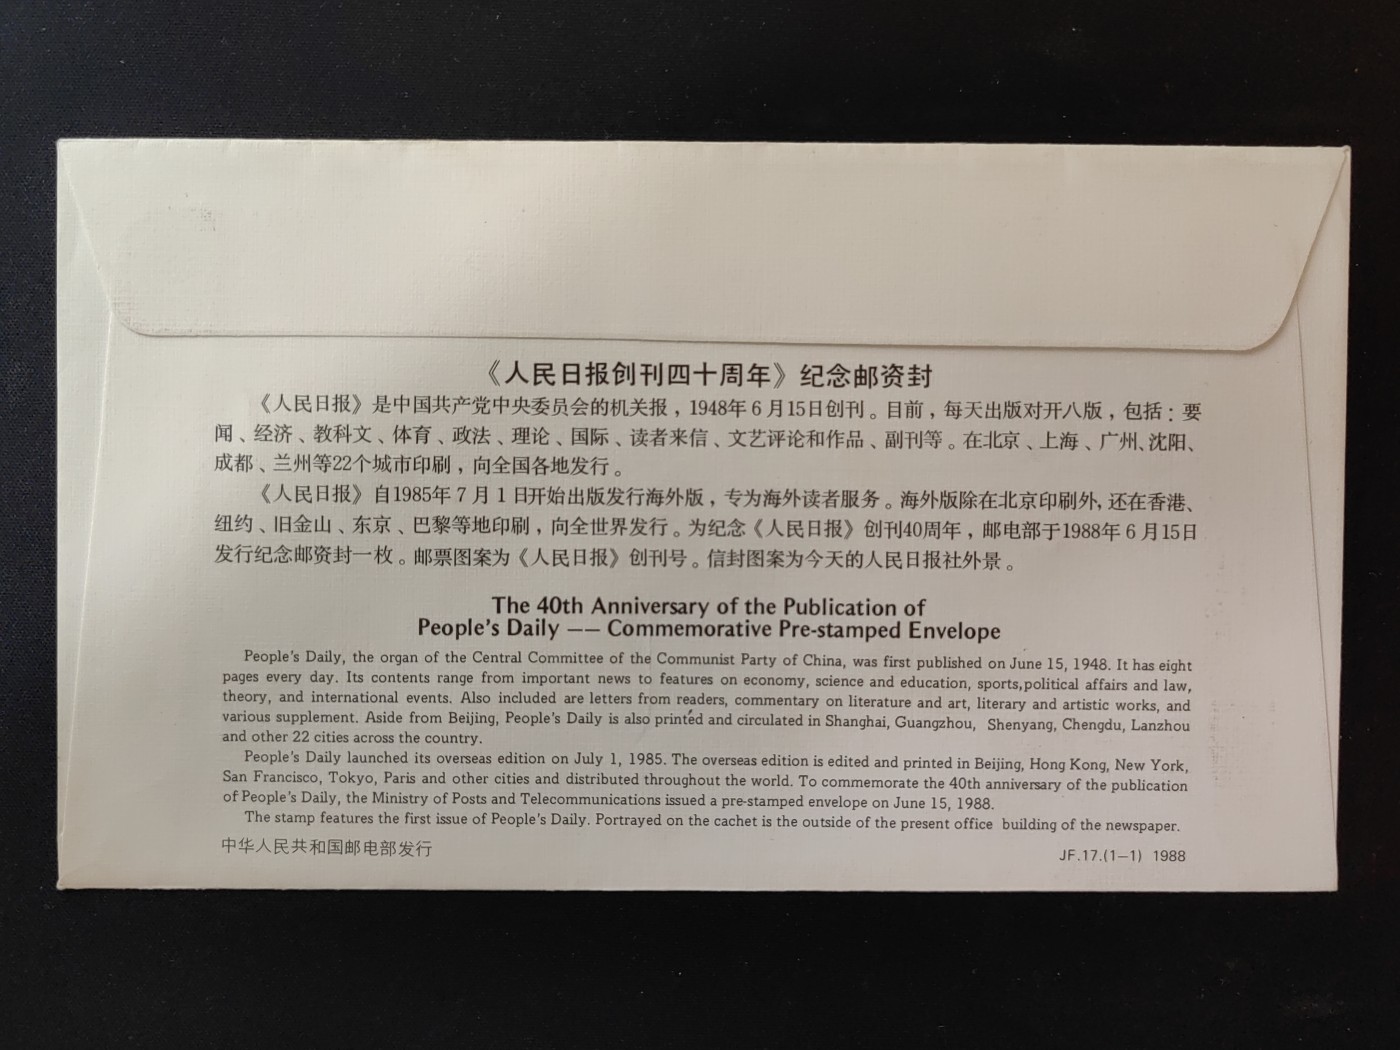 《人民日报创刊四十周年》纪念邮资封
《人民日报》是中国共产党中央委员会的机关报，1948年6月15日创刊。目前，每天出版对开八版，包括：要
闻、经济、教科文、体育、政法、理论、国际、读者来信、文艺评论和作品、副刊等。在北京、上海、广州、沈阳、
成都、兰州等22个城市印刷，向全国各地发行。
《人民日报》自1985年7月1日开始出版发行海外版，专为海外读者服务。海外版除在北京印刷外，还在香港、
纽约、旧金山、东京、巴黎等地印刷，向全世界发行。为纪念《人民日报》创刊40周年，邮电部于1988年6月15日
发行纪念邮资封一枚。邮票图案为《人民日报》创刊号。信封图案为今天的人民日报社外景。
The 40th Anniversary of the Publication of
People's Daily —— Commemorative Pre-stamped Envelope
People's Daily, the organ of the Central Committee of the Communist Party of China, was first published on June 15, 1948. It has eight
pages every day. Its contents range from important news to features on economy, science and education, sports,political affairs and law,
theory, and international events. Also included are letters from readers, commentary on literature and art, literary and artistic works, and
various supplement. Aside from Beijing, People's Daily is also printed and circulated in Shanghai, Guangzhou, Shenyang, Chengdu, Lanzhou
and other 22 cities across the country.
People's Daily launched its overseas edition on July 1, 1985. The overseas edition is edited and printed in Beijing, Hong Kong, New York,
San Francisco, Tokyo, Paris and other cities and distributed throughout the world. To commemorate the 40th anniversary of the publication
of People's Daily, the Ministry of Posts and Telecommunications issued a pre-stamped envelope on June 15, 1988.
The stamp features the first issue of People's Daily. Portrayed on the cachet is the outside of the present office building of the newspaper.
中华人民共和国邮电部发行
JF.17.(1—1) 1988